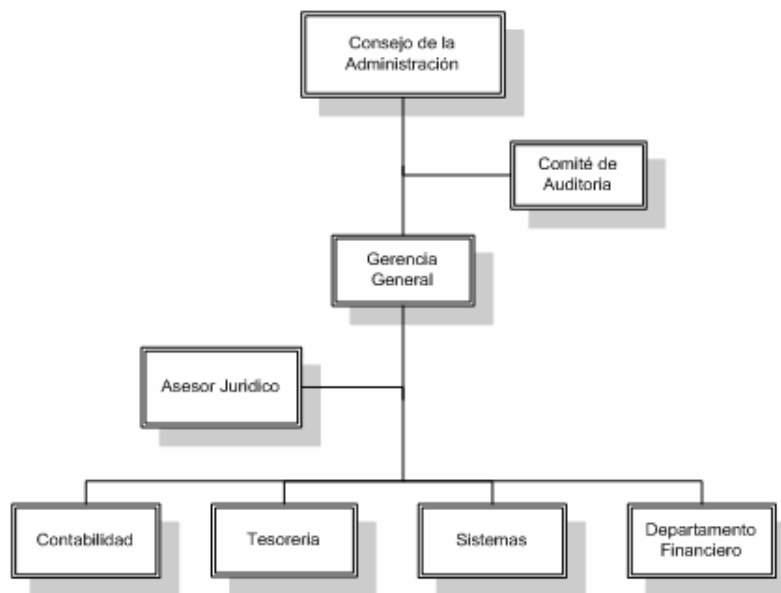 Consejo de la
Administración
Comité de
Auditoria
Gerencia
General
Asesor Juridico
Contabilidad
Tesoreria
Sistemas
Departamento
Financiero